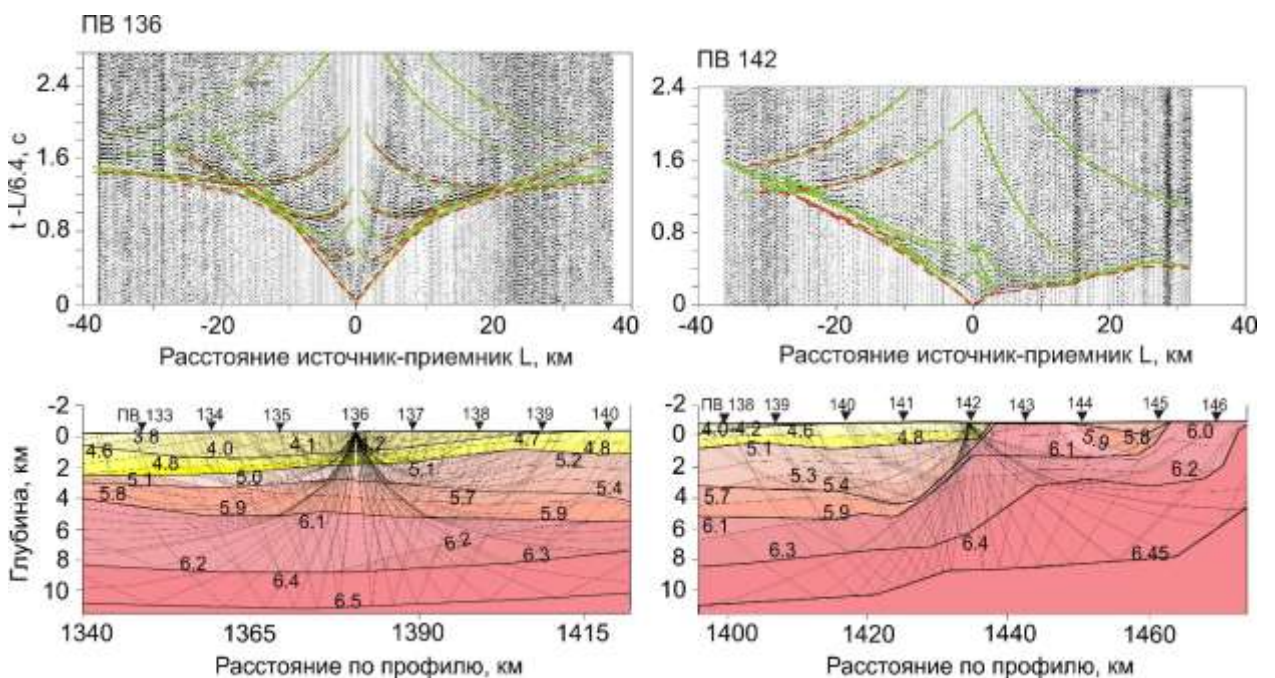 ПВ 136
2.4
1.6
0.8
0
t -L/6.4, с
-40 -20 0 20 40
Расстояние источник-приемник L, км
ПВ 142
2.4
1.6
0.8
0
-40 -20 0 20 40
Расстояние источник-приемник L, км
ПВ 133 134 135 136 137 138 139 140
-2
0
2
4
6
8
10
Глубина, км
3.8
4.6 4.0 4.1 4.2 4.7 4.8
4.8 5.0 5.1 5.2
5.1
5.8 5.9 5.7 5.4
6.1 5.9
6.2 6.2 6.3
6.4
6.5
1340 1365 1390 1415
Расстояние по профилю, км
ПВ 138 139 140 141 142 143 144 145 146
-2
0
2
4
6
8
10
4.0 4.2 4.6 4.8 5.8 6.0
5.1 6.1 5.9
5.3 6.2
5.7 5.4
5.9
6.1
6.3 6.4 6.45
1400 1420 1440 1460
Расстояние по профилю, км